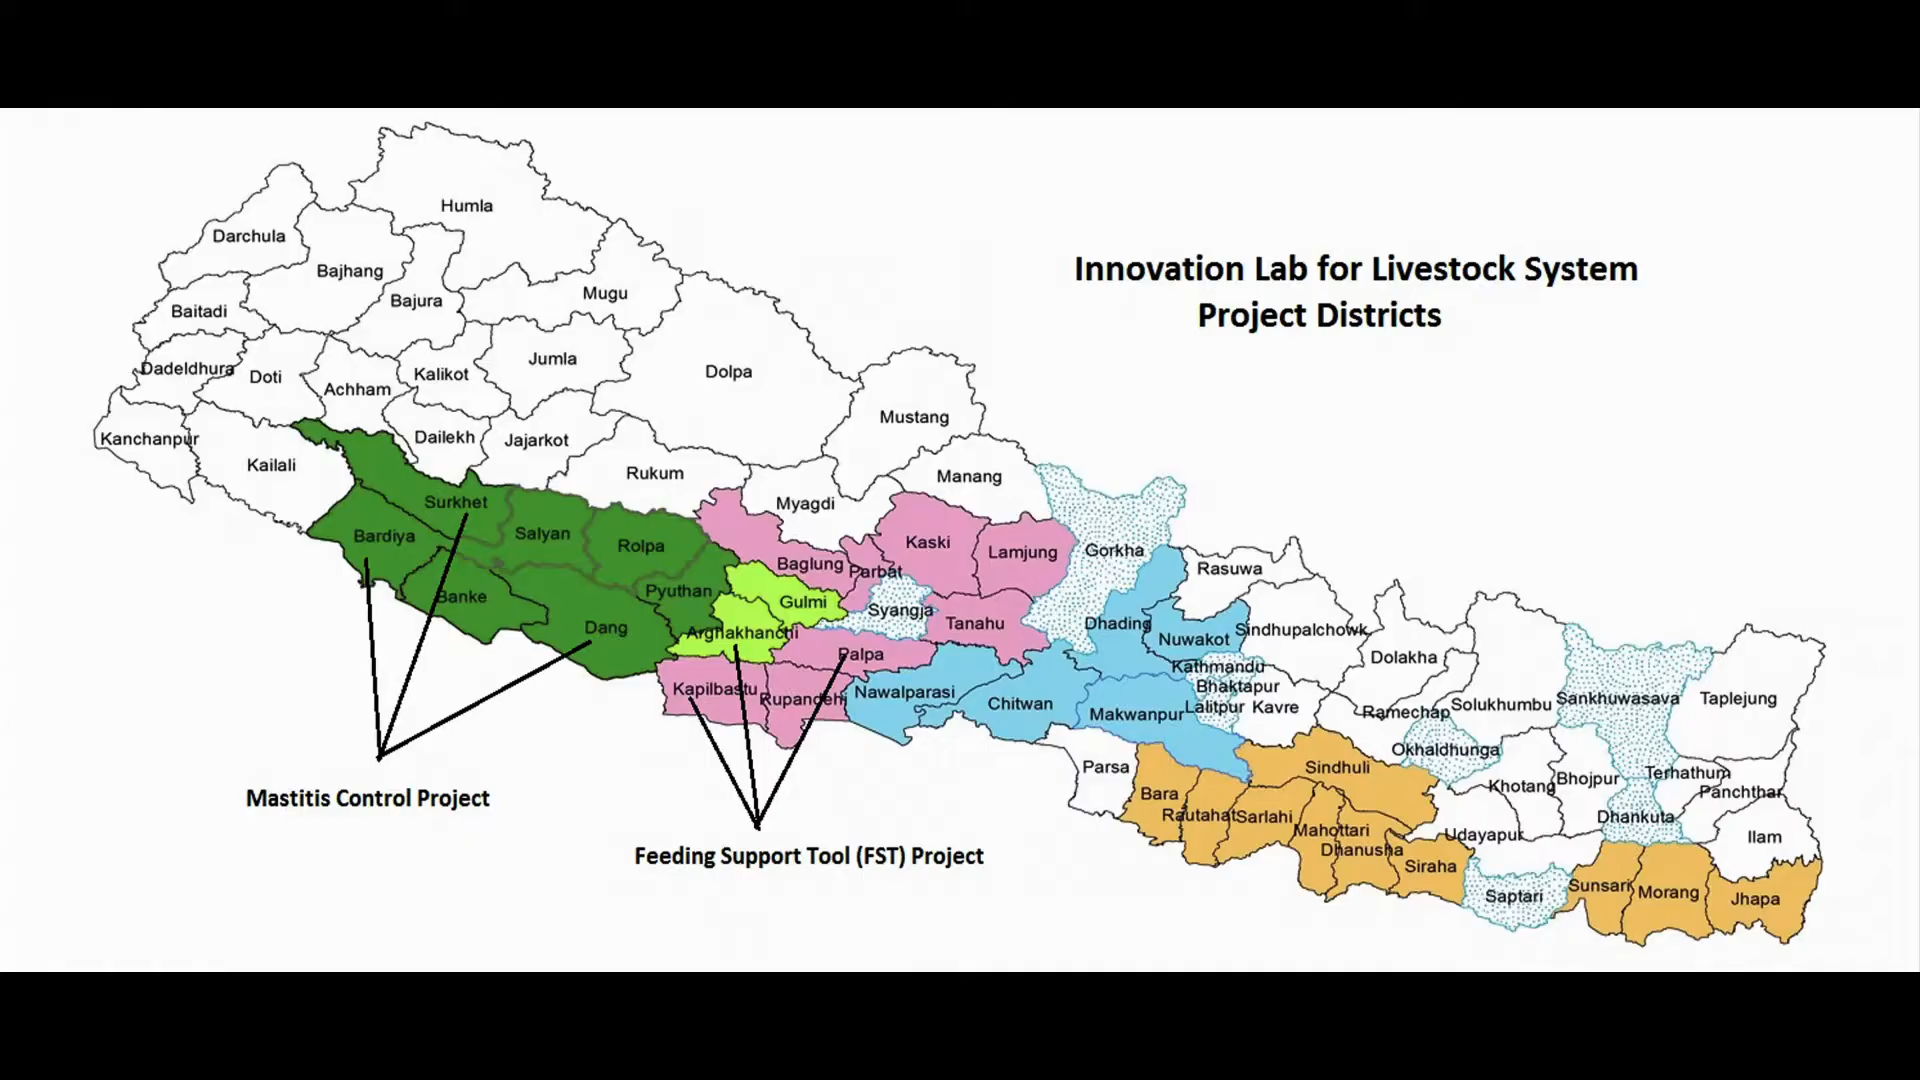 Humla
Darchula
Bajhang
Mugu
Bajura
Baitadi
Innovation Lab for Livestock System
Project Districts
Jumla
Dadeldhura
Doti
Kalikot
Achham
Dolpa
Mustang
Kanchanpur
Dailekh
Jajarkot
Kailali
Rukum
Manang
Surkhet
Myagdi
Bardiya
Salyan
Rolpa
Kaski
Lamjung
Gorkha
Baglung
Parbat
Rasuwa
Banke
Pyuthan
Gulmi
Syangja
Tanahu
Dhading
Nuwakot
Sindhupalchowk
Dang
Arghakhanchi
Palpa
Dolakha
Kathmandu
Kapilbastu
Rupandehi
Nawalparasi
Chitwan
Bhaktapur
Makwanpur
Lalitpur
Kavre
Ramechap
Solukhumbu
Sankhuwasava
Taplejung
Okhaldhunga
Parsa
Sindhuli
Terhathum
Khotang
Bhojpur
Panchthar
Mastitis Control Project
Bara
Rautahat
Sarlahi
Mahottari
Dhankuta
Udayapur
Ilam
Feeding Support Tool (FST) Project
Dhanusha
Siraha
Saptari
Sunsari
Morang
Jhapa